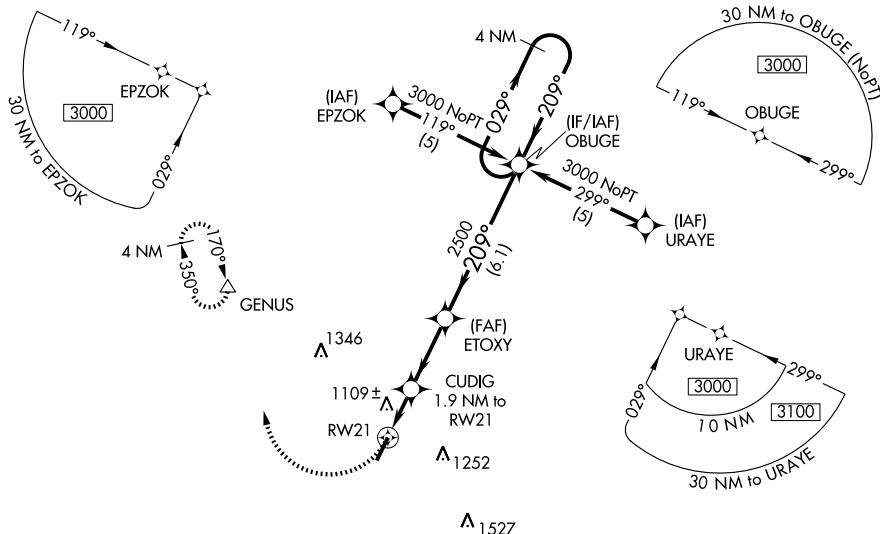 119°
EPZOK
3000
029°
30 NM to EPZOK
4 NM
170°
350°
GENUS
4 NM
029°
209°
(IAF)
EPZOK
3000 NoPT
119°
(5)
(IF/IAF)
OBUGE
3000 NoPT
299°
(5)
(IAF)
URAYE
2500
209°
(6.1)
(FAF)
ETOXY
1346
1109 ±
CUDIG
1.9 NM to
RW21
RW21
1252
1527
30 NM to OBUGE (NoPT)
3000
119°
OBUGE
299°
URAYE
299°
3000
029°
3100
10 NM
30 NM to URAYE